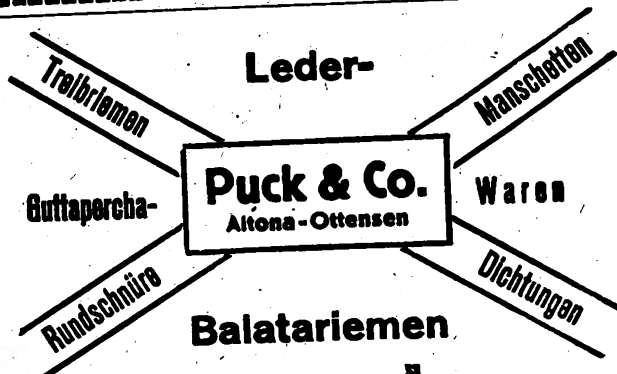 Leder-
Treibriemen
Manschetten
Puck & Co.
Altona-Ottensen
Guttapercha-
Waren
Rundschnüre
Dichtungen
Balatariemen